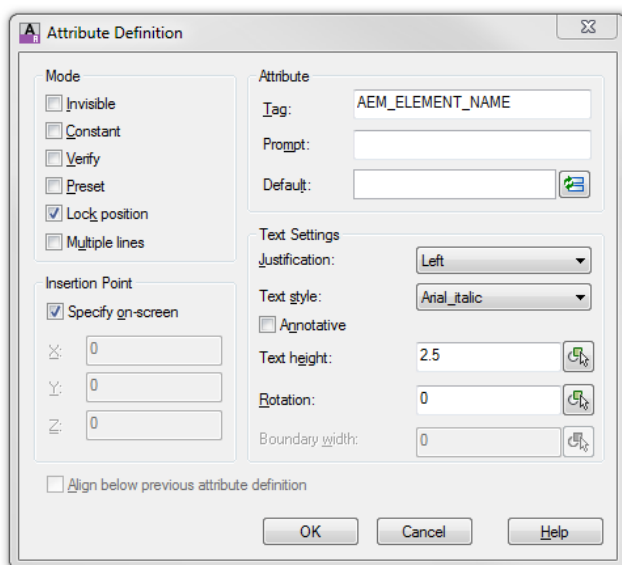 Attribute Definition
Mode
Invisible
Constant
Verify
Preset
Lock position
Multiple lines
Insertion Point
Specify on-screen
X: 0
Y: 0
Z: 0
Attribute
Tag: AEM_ELEMENT_NAME
Prompt:
Default:
Text Settings
Justification: Left
Text style: Arial_italic
Annotative
Text height: 2.5
Rotation: 0
Boundary width: 0
Align below previous attribute definition
OK Cancel Help